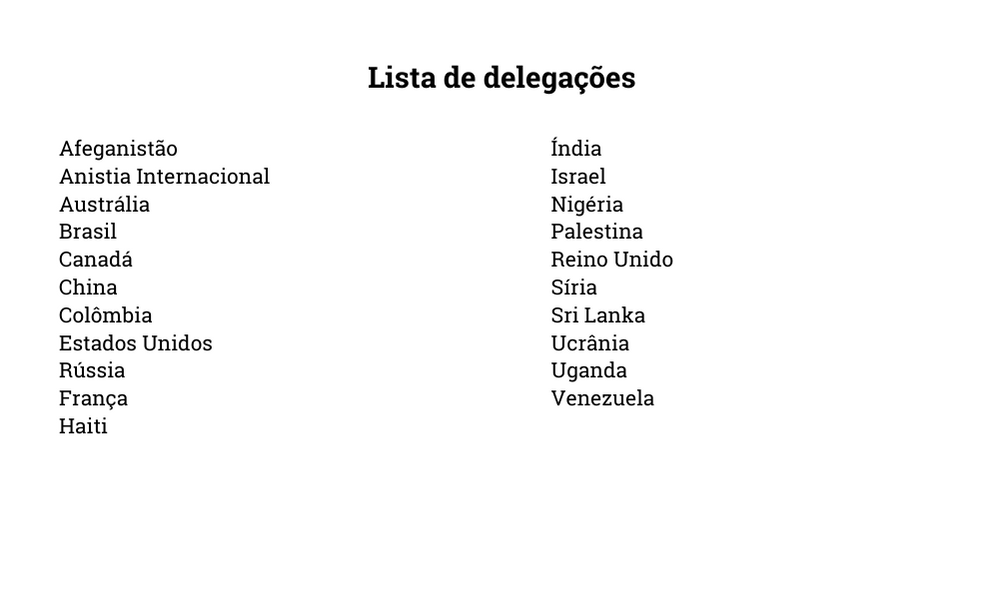 Lista de delegações
Afeganistão
Anistia Internacional
Austrália
Brasil
Canadá
China
Colômbia
Estados Unidos
Rússia
França
Haiti
Índia
Israel
Nigéria
Palestina
Reino Unido
Síria
Sri Lanka
Ucrânia
Uganda
Venezuela